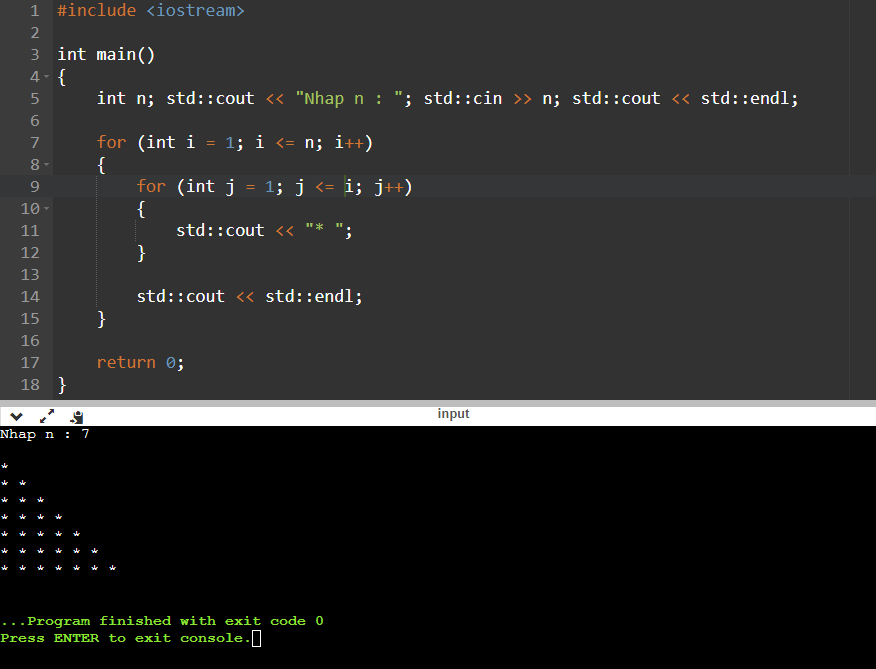 1 #include <iostream>
2
3 int main()
4 {
5     int n; std::cout << "Nhap n : "; std::cin >> n; std::cout << std::endl;
6
7     for (int i = 1; i <= n; i++)
8     {
9         for (int j = 1; j <= i; j++)
10         {
11             std::cout << "* ";
12         }
13
14         std::cout << std::endl;
15     }
16
17     return 0;
18 }
input
Nhap n : 7
*
* *
* * *
* * * *
* * * * *
* * * * * *
* * * * * * *
...Program finished with exit code 0
Press ENTER to exit console.